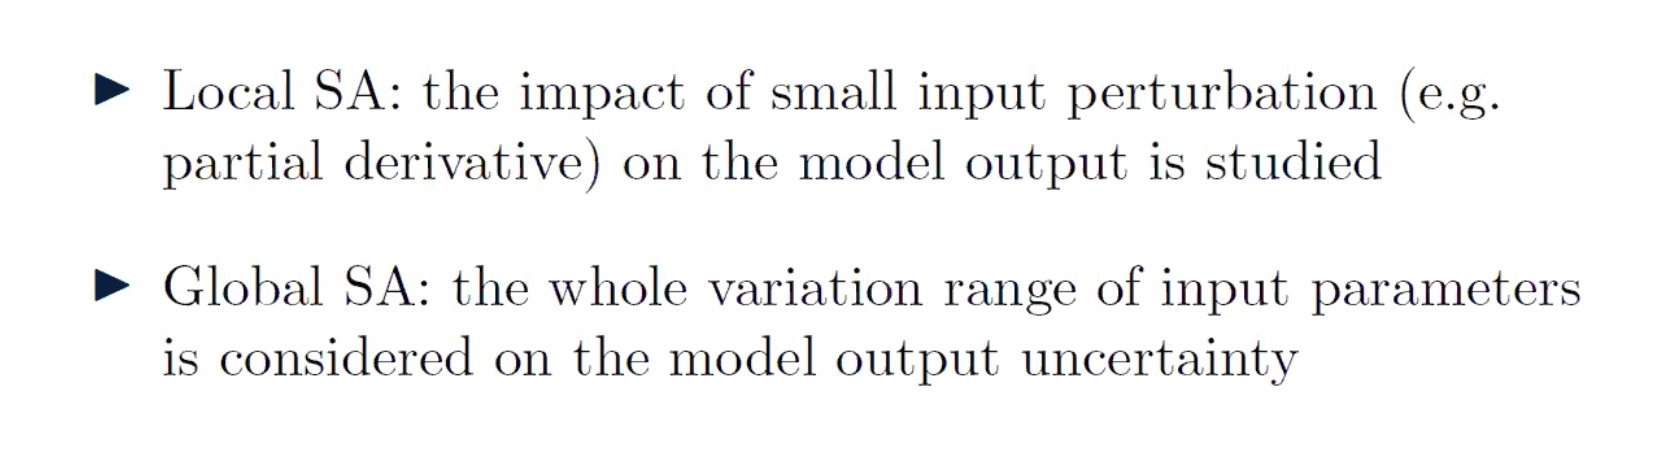 ▶ Local SA: the impact of small input perturbation (e.g.
partial derivative) on the model output is studied
▶ Global SA: the whole variation range of input parameters
is considered on the model output uncertainty